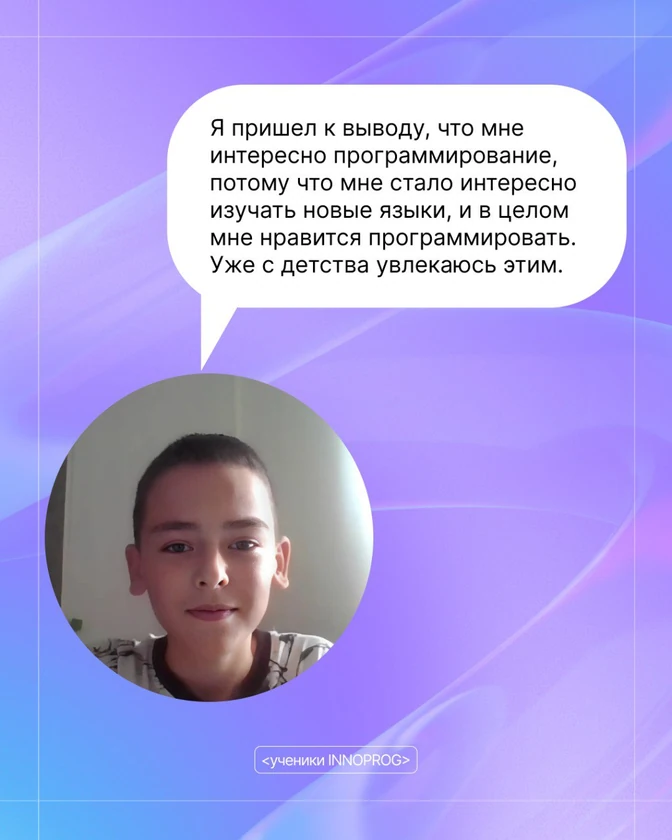 Я пришел к выводу, что мне
интересно программирование,
потому что мне стало интересно
изучать новые языки, и в целом
мне нравится программировать.
Уже с детства увлекаюсь этим.
<ученики INNOPROG>